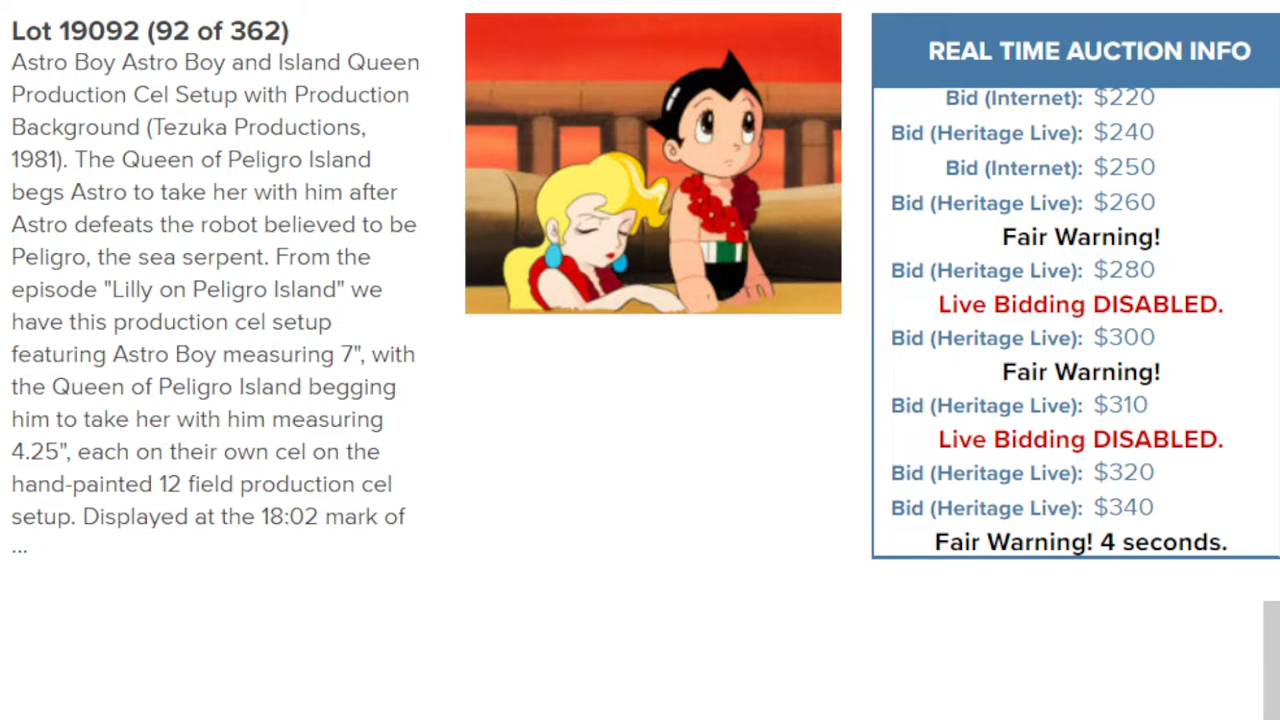 Lot 19092 (92 of 362)
Astro Boy Astro Boy and Island Queen
Production Cel Setup with Production
Background (Tezuka Productions,
1981). The Queen of Peligro Island
begs Astro to take her with him after
Astro defeats the robot believed to be
Peligro, the sea serpent. From the
episode "Lilly on Peligro Island" we
have this production cel setup
featuring Astro Boy measuring 7", with
the Queen of Peligro Island begging
him to take her with him measuring
4.25", each on their own cel on the
hand-painted 12 field production cel
setup. Displayed at the 18:02 mark of
...
REAL TIME AUCTION INFO
Bid (Internet): $220
Bid (Heritage Live): $240
Bid (Internet): $250
Bid (Heritage Live): $260
Fair Warning!
Bid (Heritage Live): $280
Live Bidding DISABLED.
Bid (Heritage Live): $300
Fair Warning!
Bid (Heritage Live): $310
Live Bidding DISABLED.
Bid (Heritage Live): $320
Bid (Heritage Live): $340
Fair Warning! 4 seconds.